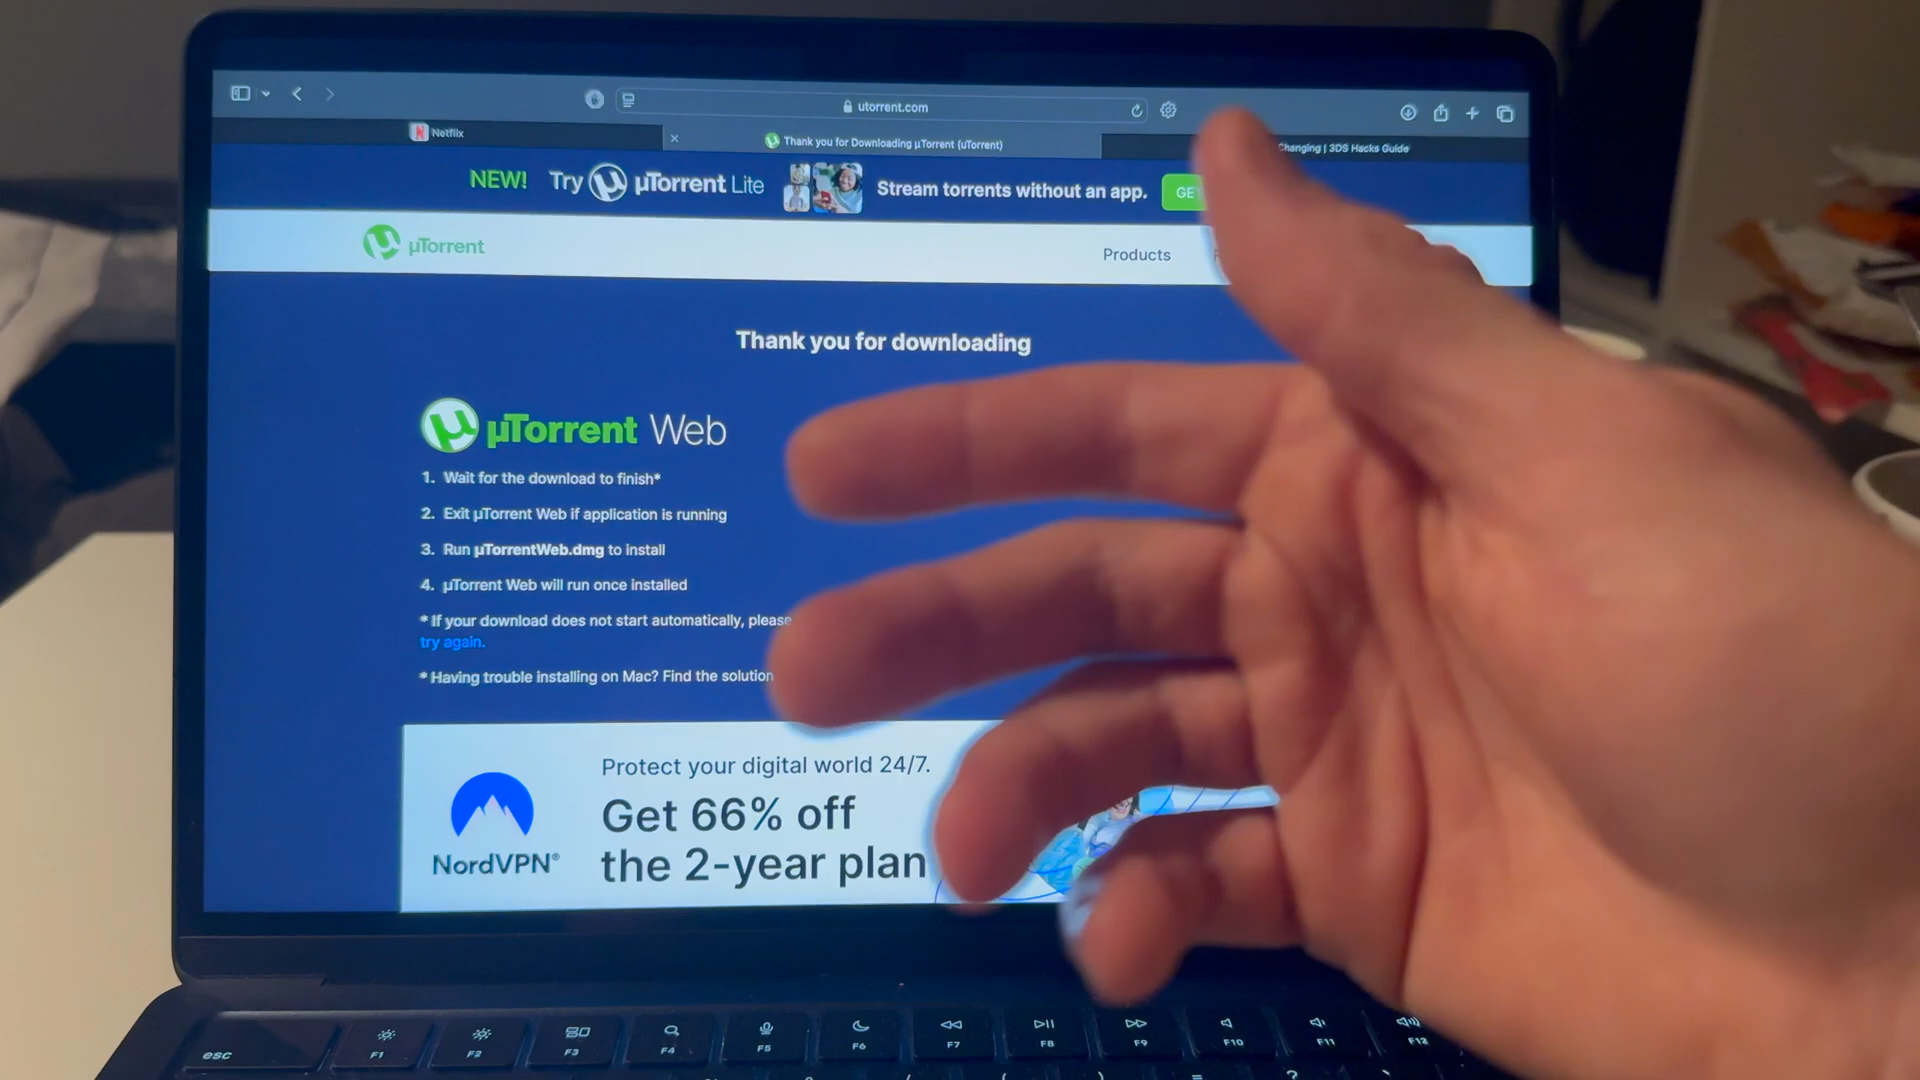 utorrent.com
Netflix
Thank you for Downloading µTorrent (uTorrent)
Changing | 3DS Hacks Guide
NEW! Try µTorrent Lite
Stream torrents without an app.
GET
µTorrent
Products
Thank you for downloading
µTorrent Web
1. Wait for the download to finish*
2. Exit µTorrent Web if application is running
3. Run µTorrentWeb.dmg to install
4. µTorrent Web will run once installed
* If your download does not start automatically, please
try again.
* Having trouble installing on Mac? Find the solution
NordVPN®
Protect your digital world 24/7.
Get 66% off
the 2-year plan
esc
F1
F2
F3
F4
F5
F6
F7
F8
F9
F10
F11
F12